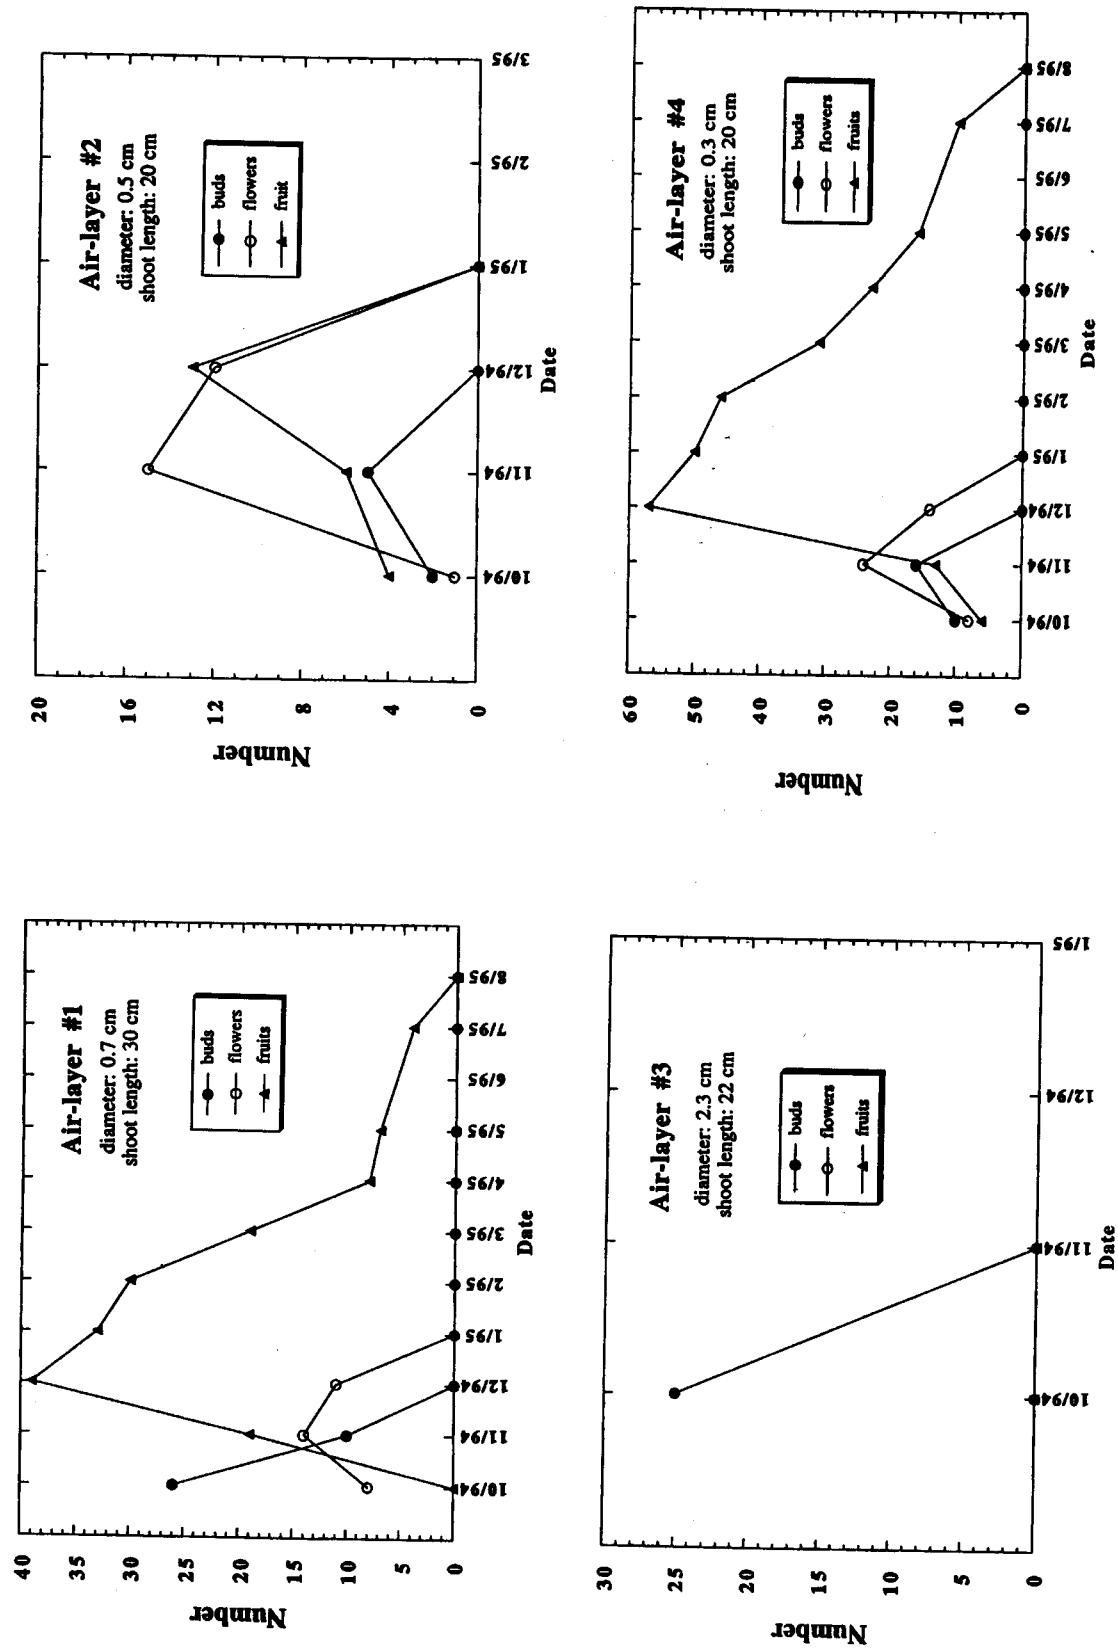 Air-layer #1
diameter: 0.7 cm
shoot length: 30 cm
buds
flowers
fruits
Number
40
35
30
25
20
15
10
5
0
10/94
11/94
12/94
1/95
2/95
3/95
4/95
5/95
6/95
7/95
8/95
Date
Air-layer #2
diameter: 0.5 cm
shoot length: 20 cm
buds
flowers
fruit
Number
20
16
12
8
4
0
10/94
11/94
12/94
1/95
2/95
3/95
Date
Air-layer #3
diameter: 2.3 cm
shoot length: 22 cm
buds
flowers
fruits
Number
30
25
20
15
10
5
0
10/94
11/94
12/94
1/95
Date
Air-layer #4
diameter: 0.3 cm
shoot length: 20 cm
buds
flowers
fruits
Number
60
50
40
30
20
10
0
10/94
11/94
12/94
1/95
2/95
3/95
4/95
5/95
6/95
7/95
8/95
Date